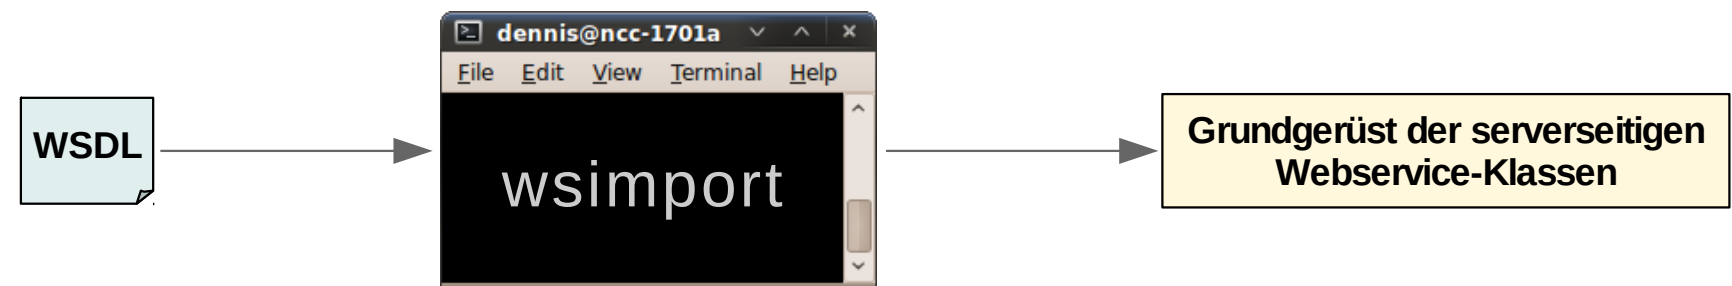 dennis@ncc-1701a
File Edit View Terminal Help
WSDL
wsimport
Grundgerüst der serverseitigen
Webservice-Klassen